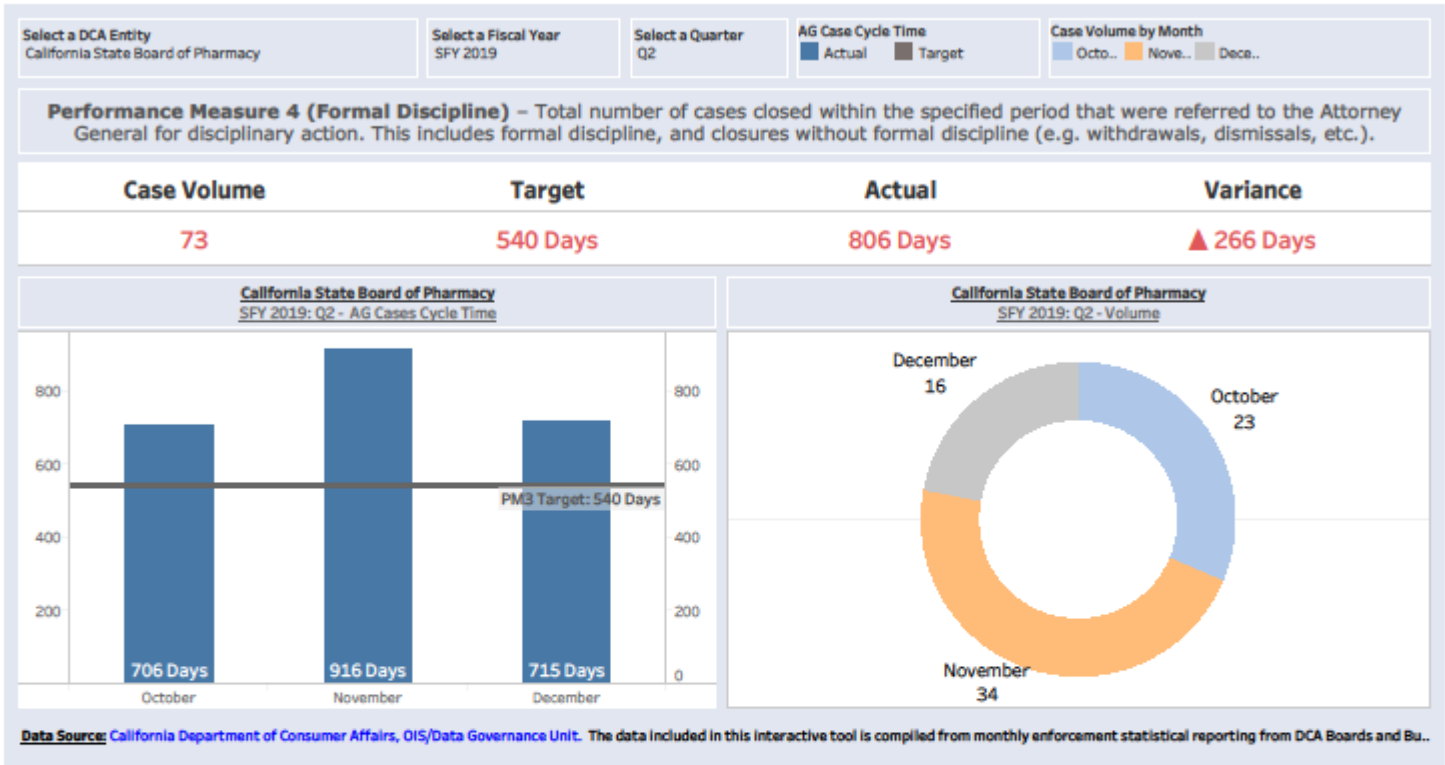 Select a DCA Entity
California State Board of Pharmacy
Select a Fiscal Year
SFY 2019
Select a Quarter
Q2
AG Case Cycle Time
Actual Target
Case Volume by Month
Octo.. Nove.. Dece..
Performance Measure 4 (Formal Discipline) – Total number of cases closed within the specified period that were referred to the Attorney
General for disciplinary action. This includes formal discipline, and closures without formal discipline (e.g. withdrawals, dismissals, etc.).
Case Volume Target Actual Variance
73 540 Days 806 Days ▲ 266 Days
California State Board of Pharmacy
SFY 2019: Q2 - AG Cases Cycle Time
800
600
400
200
PM3 Target: 540 Days
706 Days 916 Days 715 Days
October November December
800
600
400
200
0
California State Board of Pharmacy
SFY 2019: Q2 - Volume
December
16
October
23
November
34
Data Source: California Department of Consumer Affairs, OIS/Data Governance Unit. The data included in this interactive tool is compiled from monthly enforcement statistical reporting from DCA Boards and Bu..